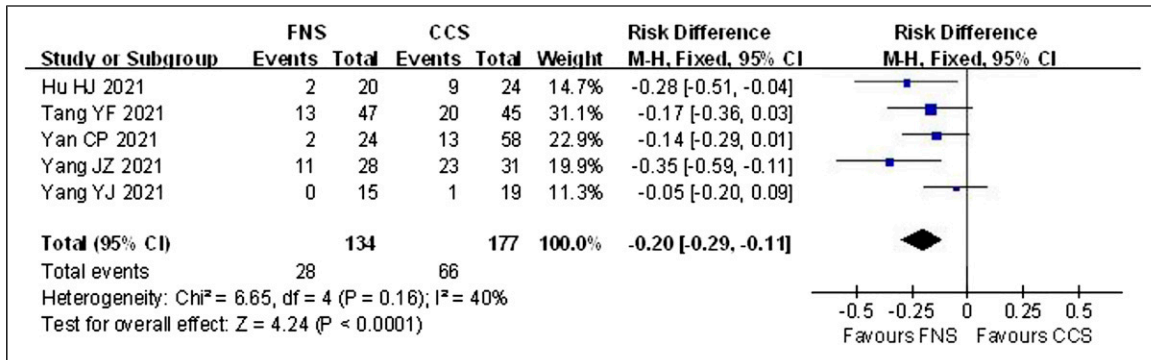 FNS CCS Risk Difference Risk Difference
Study or Subgroup Events Total Events Total Weight M-H, Fixed, 95% CI M-H, Fixed, 95% CI
Hu HJ 2021 2 20 9 24 14.7% -0.28 [-0.51, -0.04]
Tang YF 2021 13 47 20 45 31.1% -0.17 [-0.36, 0.03]
Yan CP 2021 2 24 13 58 22.9% -0.14 [-0.29, 0.01]
Yang JZ 2021 11 28 23 31 19.9% -0.35 [-0.59, -0.11]
Yang YJ 2021 0 15 1 19 11.3% -0.05 [-0.20, 0.09]
Total (95% CI) 134 177 100.0% -0.20 [-0.29, -0.11]
Total events 28 66
Heterogeneity: Chi² = 6.65, df = 4 (P = 0.16); I² = 40%
Test for overall effect: Z = 4.24 (P < 0.0001)
-0.5 -0.25 0 0.25 0.5
Favours FNS Favours CCS